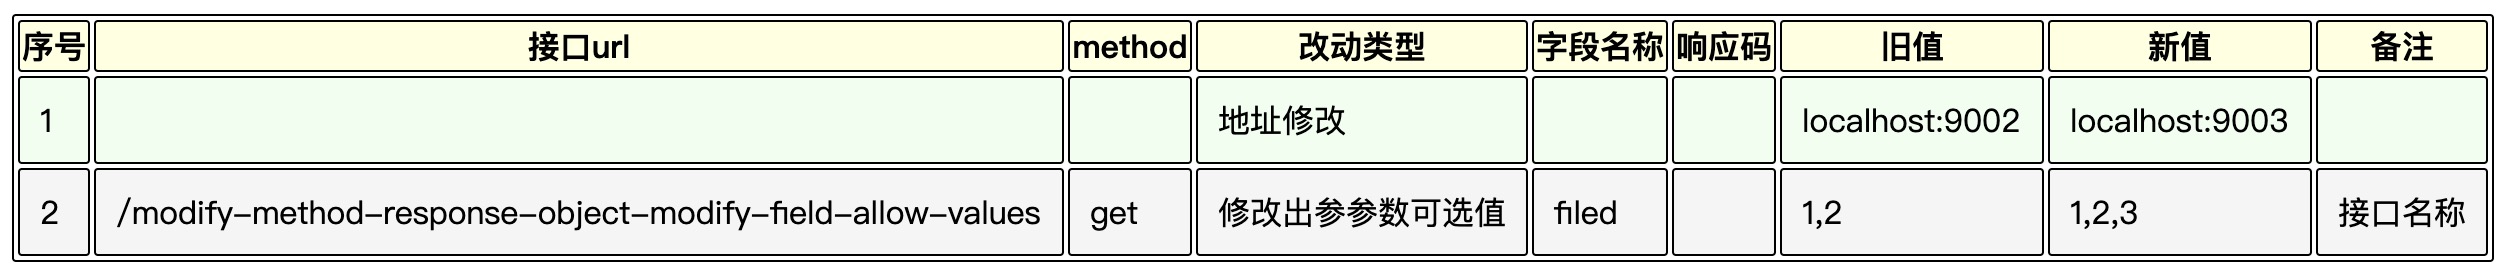 序号 接口url method 改动类型 字段名称 响应码 旧值 新值 备注
1 地址修改 localhost:9002 localhost:9003
2 /modify-method-response-object-modify-field-allow-values get 修改出参参数可选值 filed 1,2 1,2,3 接口名称